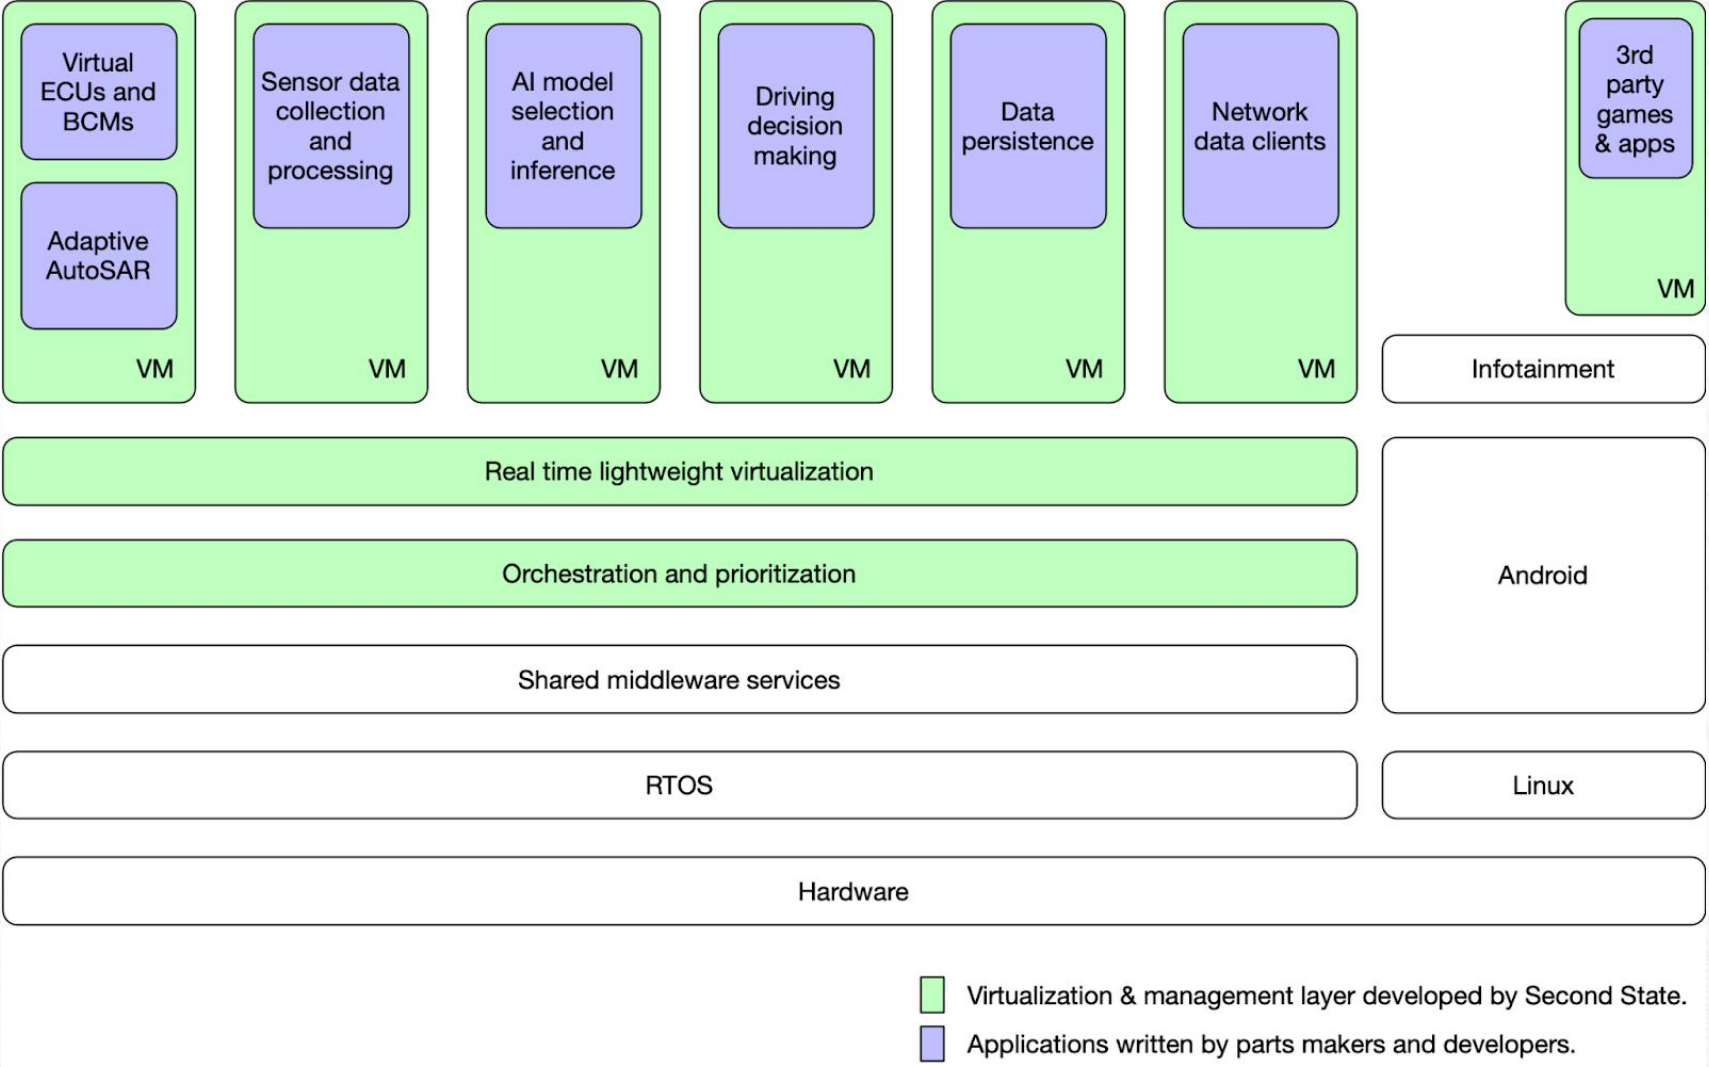 Virtual
ECUs and
BCMs
Adaptive
AutoSAR
VM
Sensor data
collection
and
processing
VM
AI model
selection
and
inference
VM
Driving
decision
making
VM
Data
persistence
VM
Network
data clients
VM
3rd
party
games
& apps
VM
Infotainment
Real time lightweight virtualization
Orchestration and prioritization
Android
Shared middleware services
RTOS
Linux
Hardware
Virtualization & management layer developed by Second State.
Applications written by parts makers and developers.